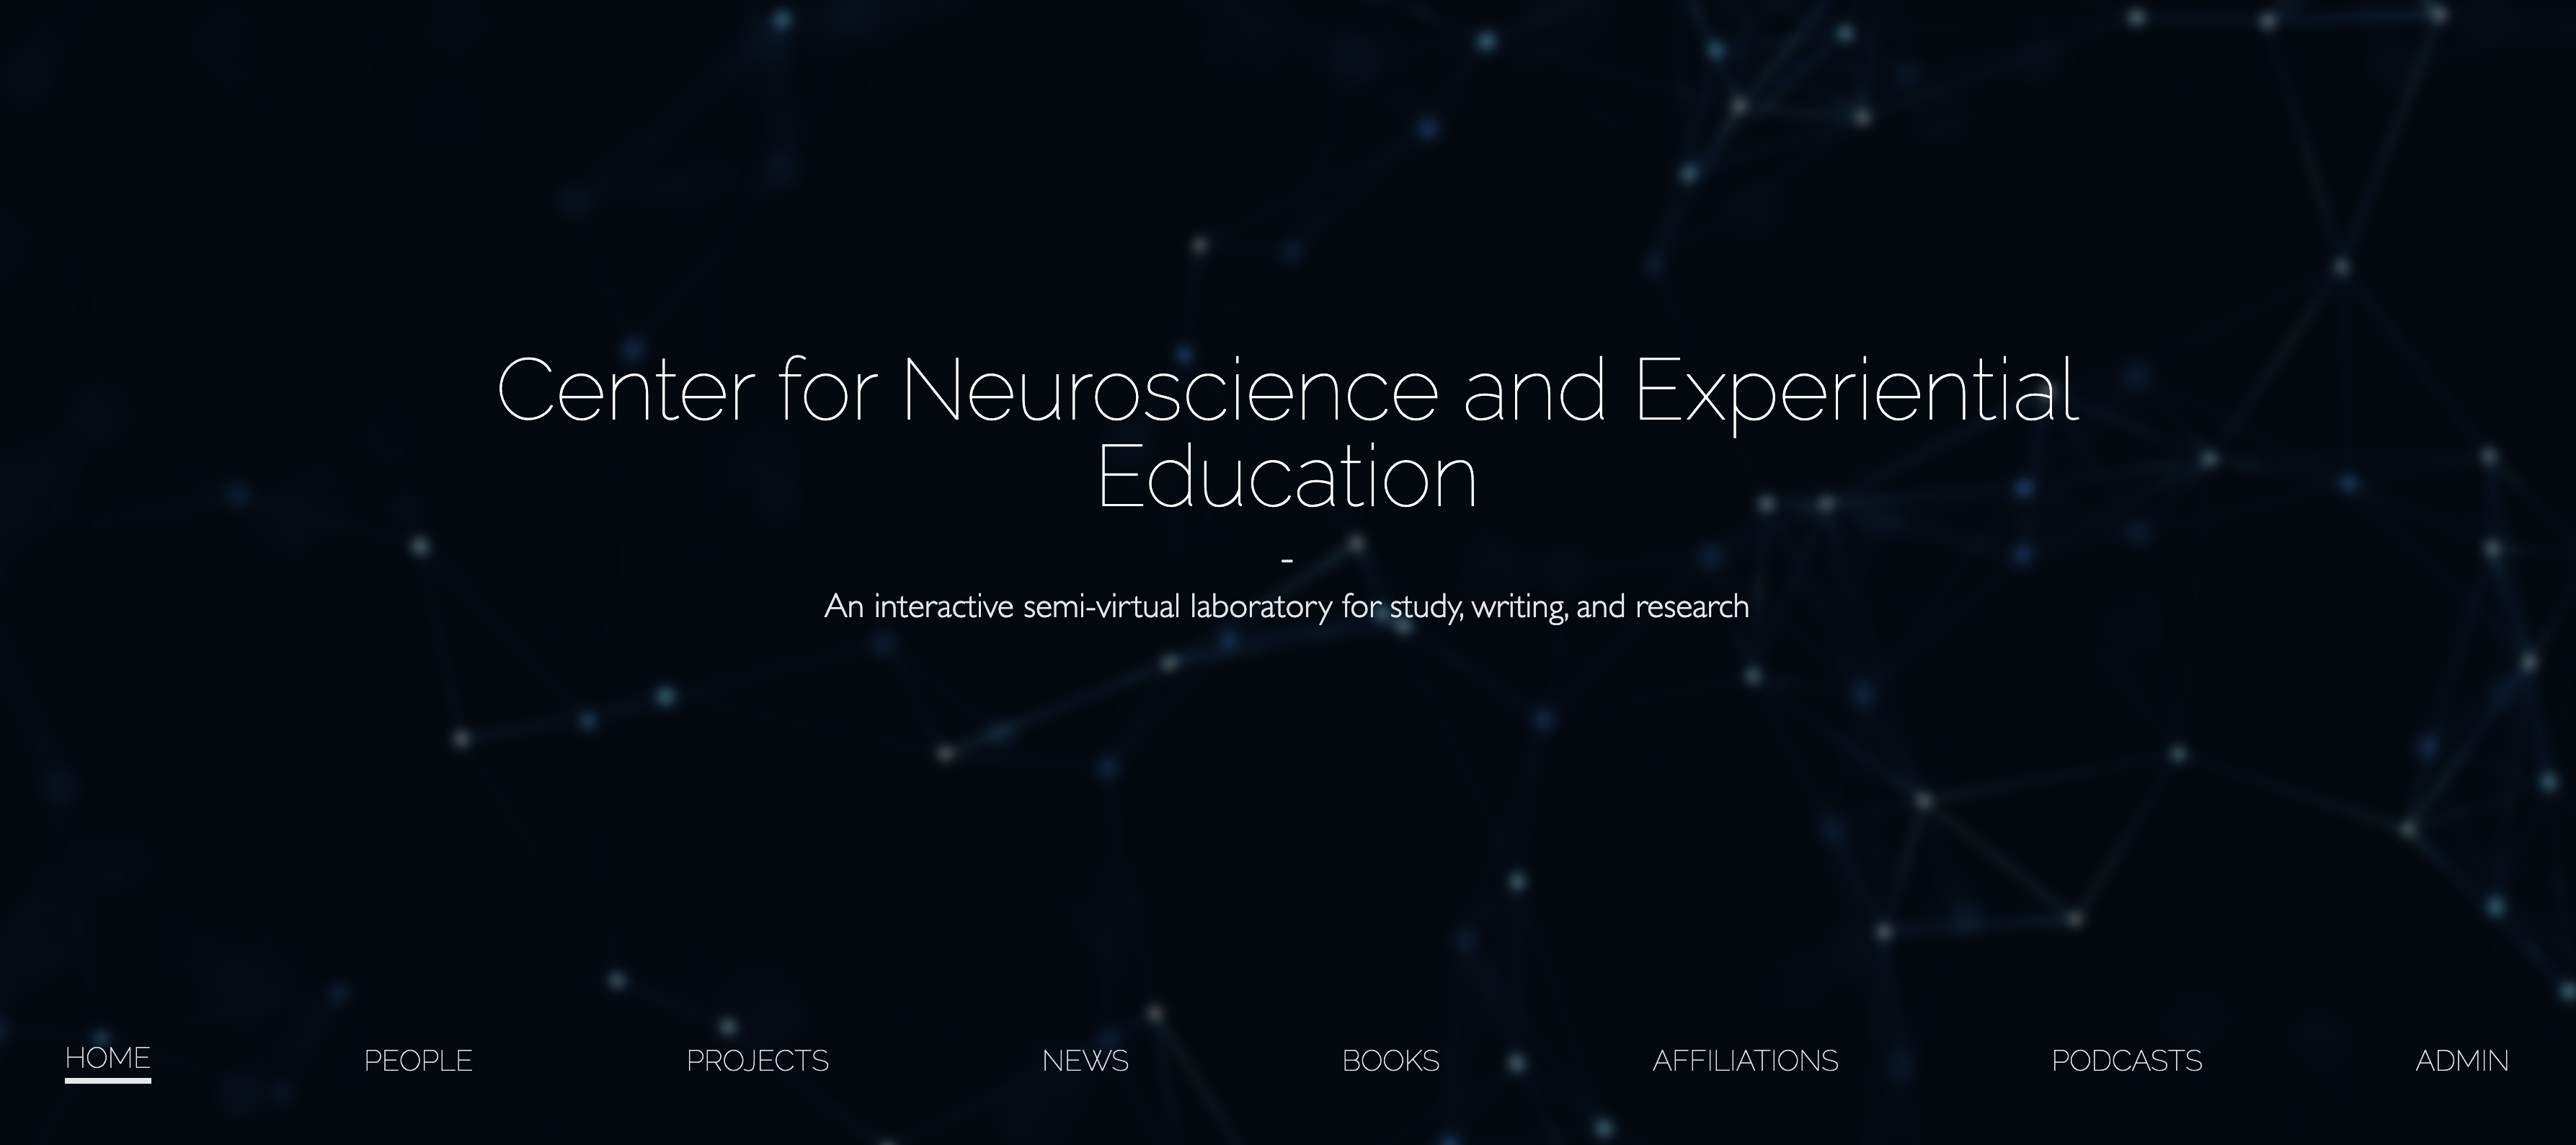 Center for Neuroscience and Experiential
Education
-
An interactive semi-virtual laboratory for study, writing, and research
HOME PEOPLE PROJECTS NEWS BOOKS AFFILIATIONS PODCASTS ADMIN